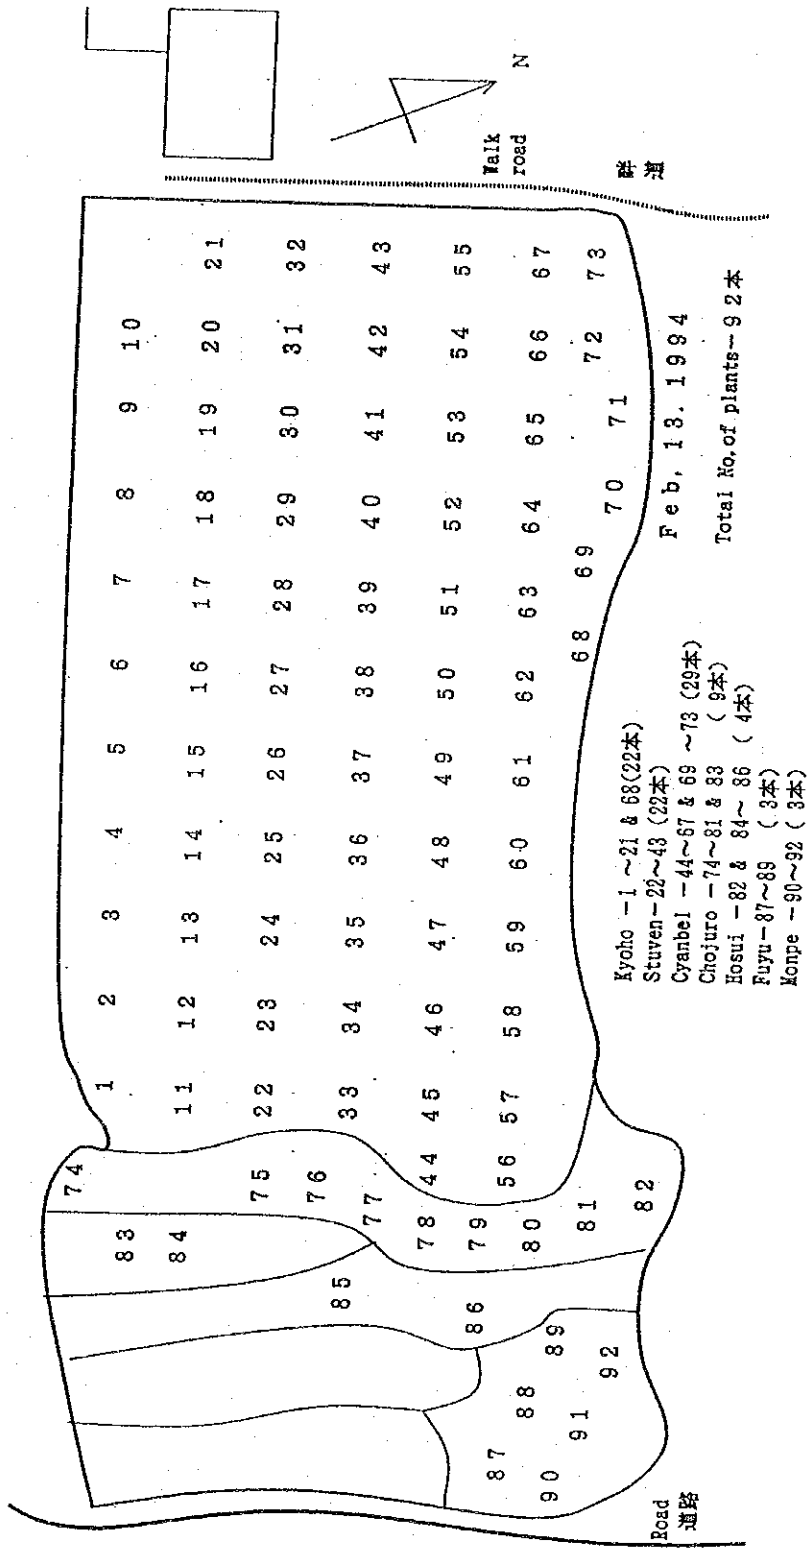 N
Walk
road
畔道
1 2 3 4 5 6 7 8 9 10
11 12 13 14 15 16 17 18 19 20 21
22 23 24 25 26 27 28 29 30 31 32
33 34 35 36 37 38 39 40 41 42 43
44 45 46 47 48 49 50 51 52 53 54 55
56 57 58 59 60 61 62 63 64 65 66 67
68 69 70 71 72 73
74
75
76
77
78
79
80
81
82
83
84
85
86
87 88 89
90 91 92
Road
道路
Feb, 13. 1994
Total No. of plants-92本
Kyoho -1 ~21 & 68(22本)
Stuven-22~43 (22本)
Cyanbel -44~67 & 69 ~73 (29本)
Chojuro -74~81 & 83 ( 9本)
Hosui -82 & 84~ 86 ( 4本)
Fuyu-87~89 ( 3本)
Monpe -90~92 ( 3本)